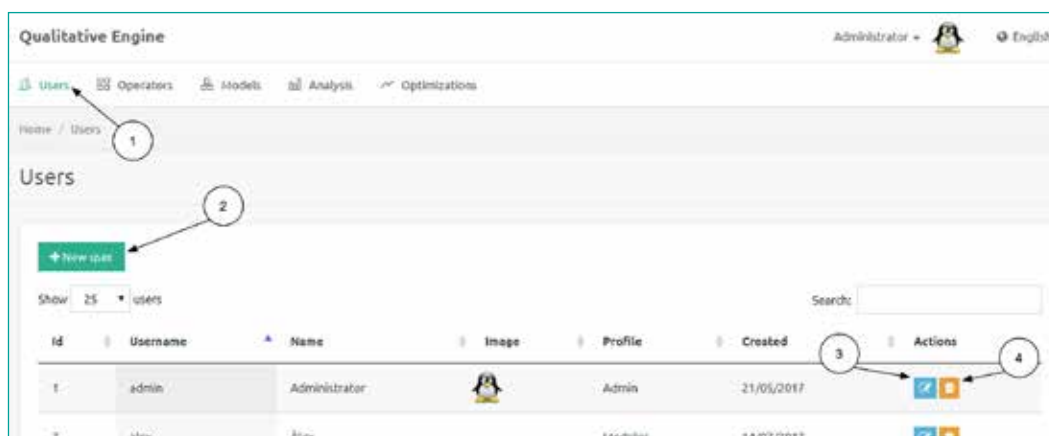 Qualitative Engine
Administrator
English
Users
Operators
Models
Analysis
Optimizations
Home / Users
1
Users
2
+New user
Show 25 users
Search:
Id Username Name Image Profile Created Actions
3
4
1 admin Administrator Admin 21/05/2017